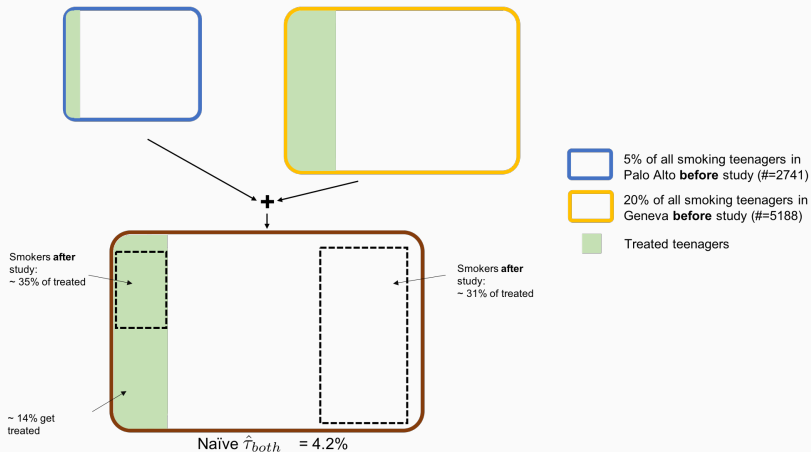 5% of all smoking teenagers in
Palo Alto before study (#=2741)
20% of all smoking teenagers in
Geneva before study (#=5188)
Treated teenagers
+
Smokers after
study:
~ 35% of treated
Smokers after
study:
~ 31% of treated
~ 14% get
treated
Naïve τ̂_both = 4.2%